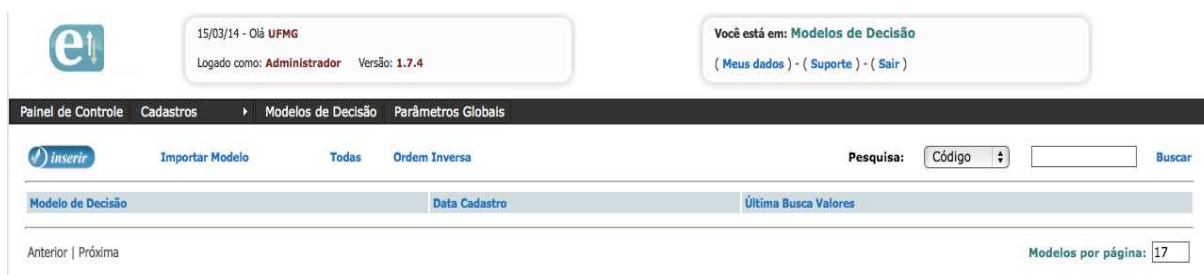 15/03/14 - Olá UFMG
Logado como: Administrador Versão: 1.7.4
Você está em: Modelos de Decisão
( Meus dados ) - ( Suporte ) - ( Sair )
Painel de Controle Cadastros Modelos de Decisão Parâmetros Globais
inserir Importar Modelo Todas Ordem Inversa Pesquisa: Código Buscar
Modelo de Decisão Data Cadastro Última Busca Valores
Anterior | Próxima Modelos por página: 17